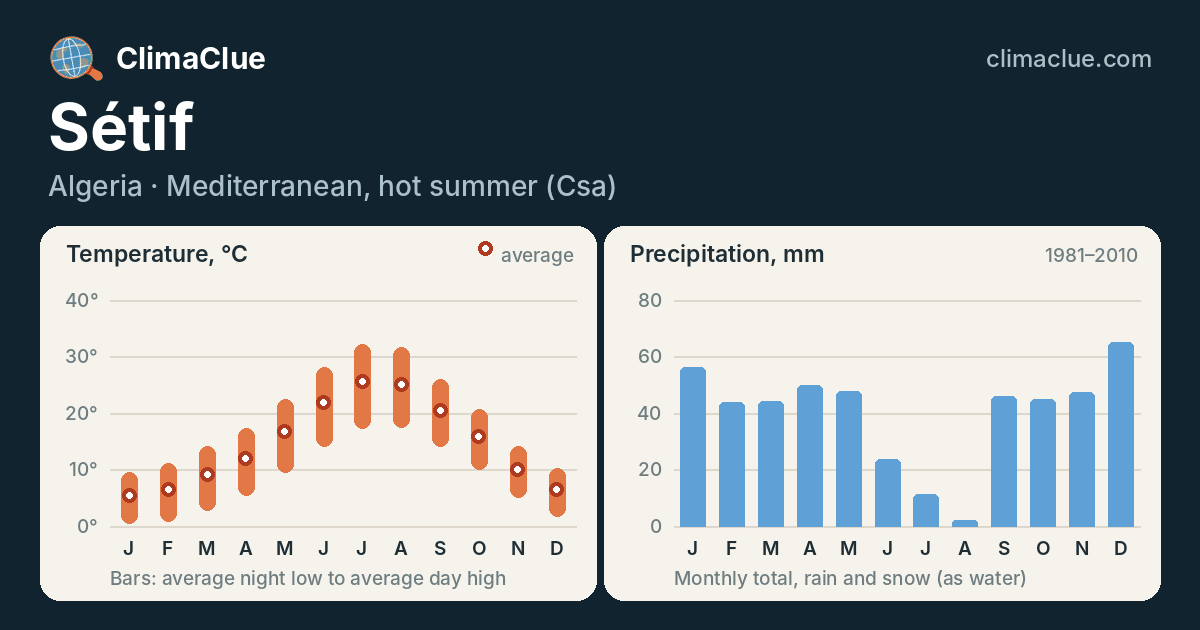 ClimaClue
climaclue.com
Sétif
Algeria · Mediterranean, hot summer (Csa)
Temperature, °C
average
40°
30°
20°
10°
0°
J F M A M J J A S O N D
Bars: average night low to average day high
Precipitation, mm
1981–2010
80
60
40
20
0
J F M A M J J A S O N D
Monthly total, rain and snow (as water)